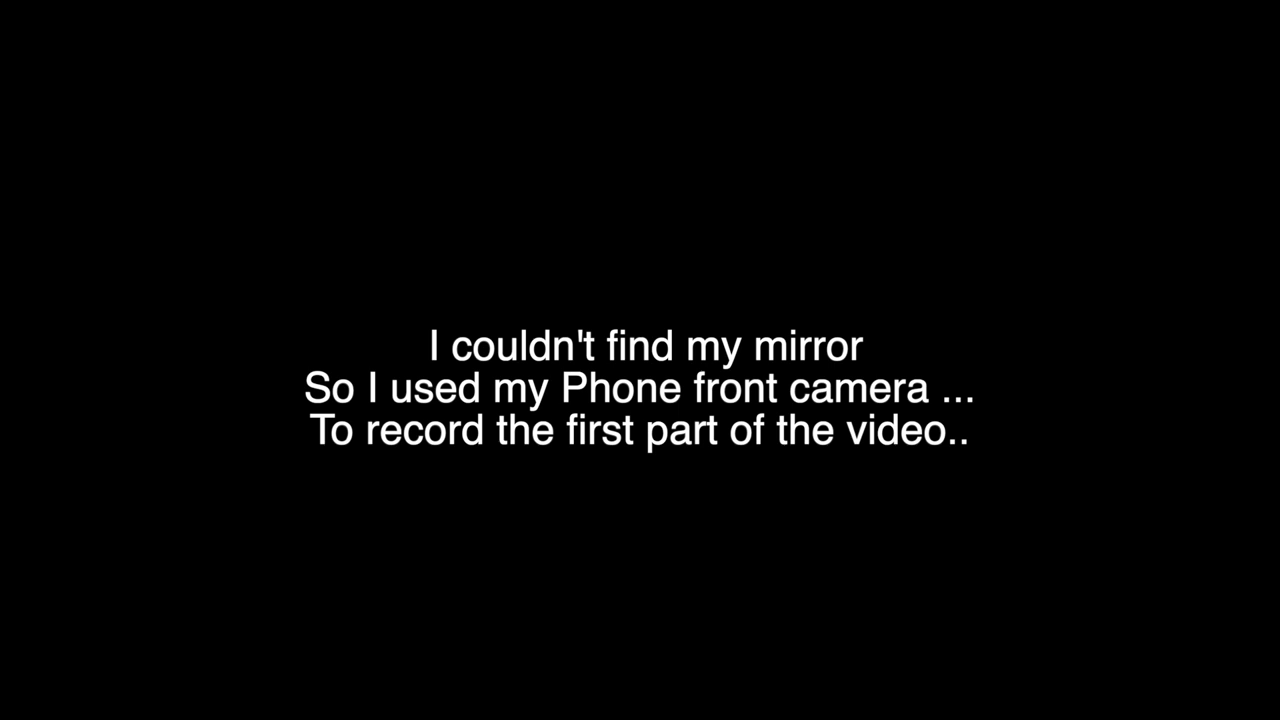 I couldn't find my mirror
So I used my Phone front camera ...
To record the first part of the video..